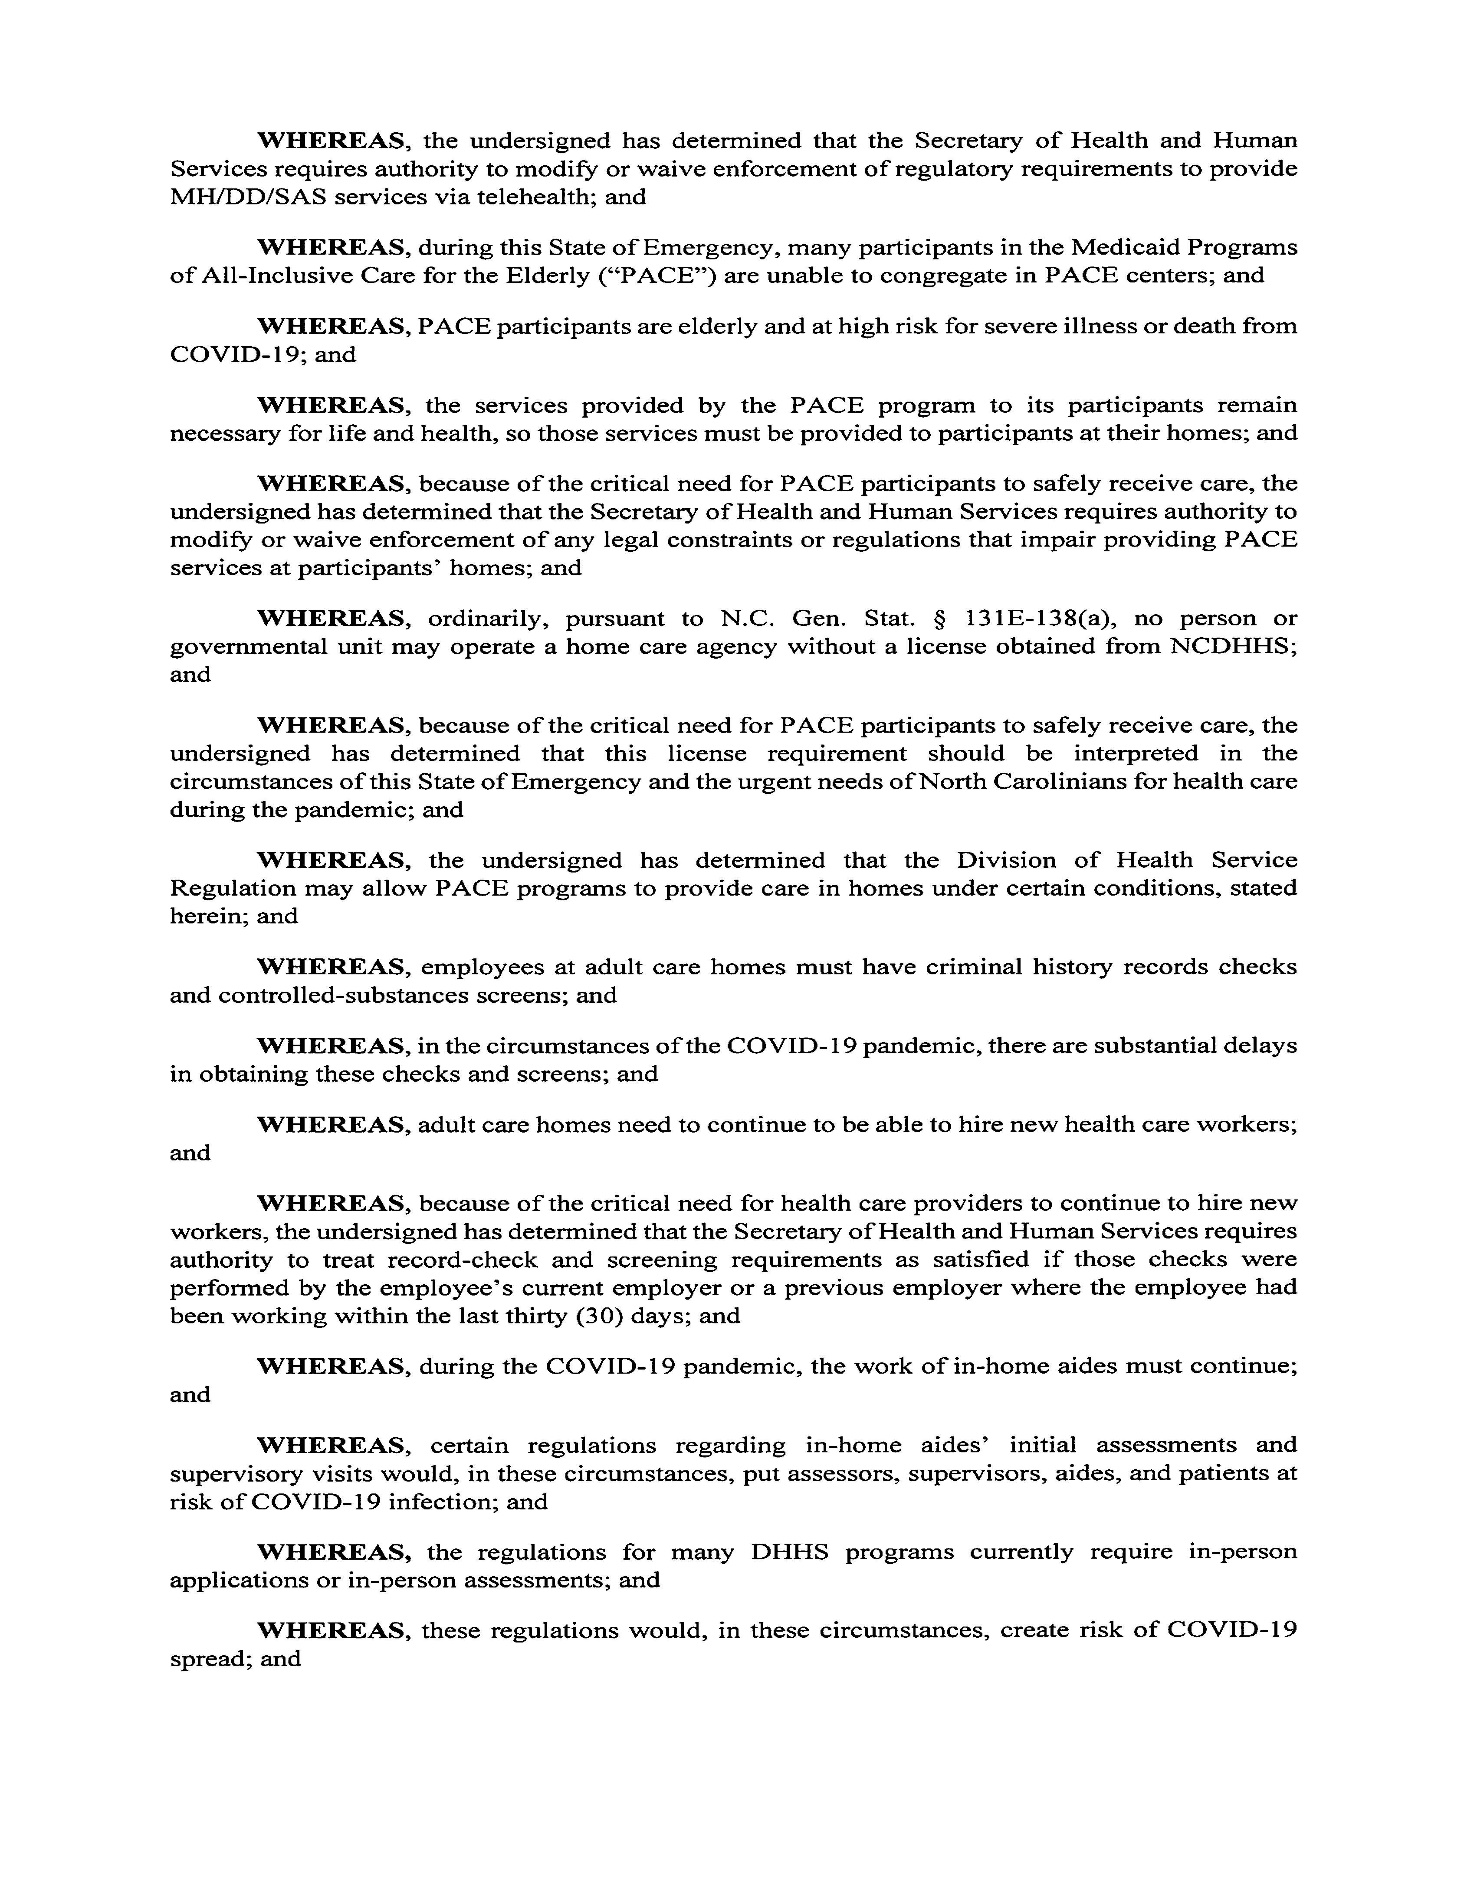 WHEREAS, the undersigned has determined that the Secretary of Health and Human
Services requires authority to modify or waive enforcement of regulatory requirements to provide
MH/DD/SAS services via telehealth; and
WHEREAS, during this State of Emergency, many participants in the Medicaid Programs
of All-Inclusive Care for the Elderly (“PACE”) are unable to congregate in PACE centers; and
WHEREAS, PACE participants are elderly and at high risk for severe illness or death from
COVID-19; and
WHEREAS, the services provided by the PACE program to its participants remain
necessary for life and health, so those services must be provided to participants at their homes; and
WHEREAS, because of the critical need for PACE participants to safely receive care, the
undersigned has determined that the Secretary of Health and Human Services requires authority to
modify or waive enforcement of any legal constraints or regulations that impair providing PACE
services at participants’ homes; and
WHEREAS, ordinarily, pursuant to N.C. Gen. Stat. § 131E-138(a), no person or
governmental unit may operate a home care agency without a license obtained from NCDHHS;
and
WHEREAS, because of the critical need for PACE participants to safely receive care, the
undersigned has determined that this license requirement should be interpreted in the
circumstances of this State of Emergency and the urgent needs of North Carolinians for health care
during the pandemic; and
WHEREAS, the undersigned has determined that the Division of Health Service
Regulation may allow PACE programs to provide care in homes under certain conditions, stated
herein; and
WHEREAS, employees at adult care homes must have criminal history records checks
and controlled-substances screens; and
WHEREAS, in the circumstances of the COVID-19 pandemic, there are substantial delays
in obtaining these checks and screens; and
WHEREAS, adult care homes need to continue to be able to hire new health care workers;
and
WHEREAS, because of the critical need for health care providers to continue to hire new
workers, the undersigned has determined that the Secretary of Health and Human Services requires
authority to treat record-check and screening requirements as satisfied if those checks were
performed by the employee’s current employer or a previous employer where the employee had
been working within the last thirty (30) days; and
WHEREAS, during the COVID-19 pandemic, the work of in-home aides must continue;
and
WHEREAS, certain regulations regarding in-home aides’ initial assessments and
supervisory visits would, in these circumstances, put assessors, supervisors, aides, and patients at
risk of COVID-19 infection; and
WHEREAS, the regulations for many DHHS programs currently require in-person
applications or in-person assessments; and
WHEREAS, these regulations would, in these circumstances, create risk of COVID-19
spread; and